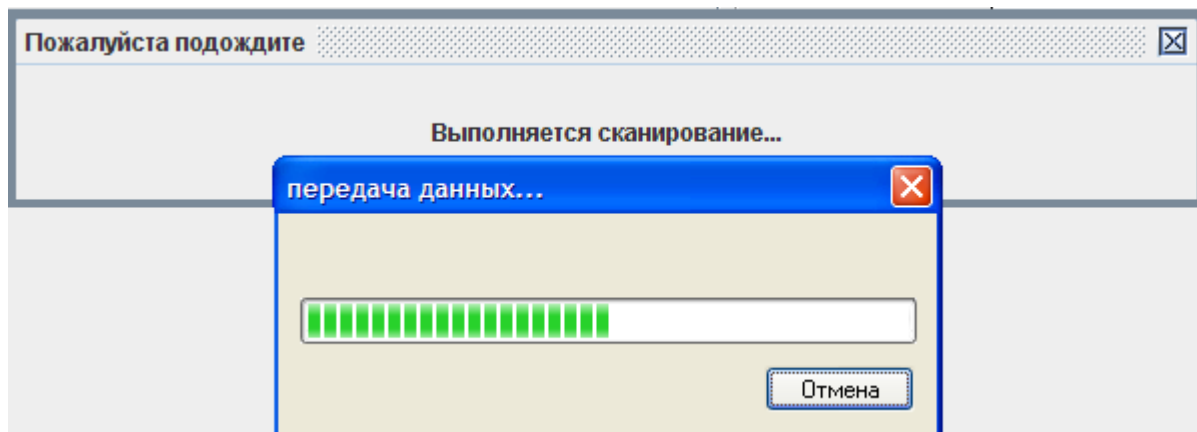 Пожалуйста подождите
Выполняется сканирование...
передача данных...
Отмена